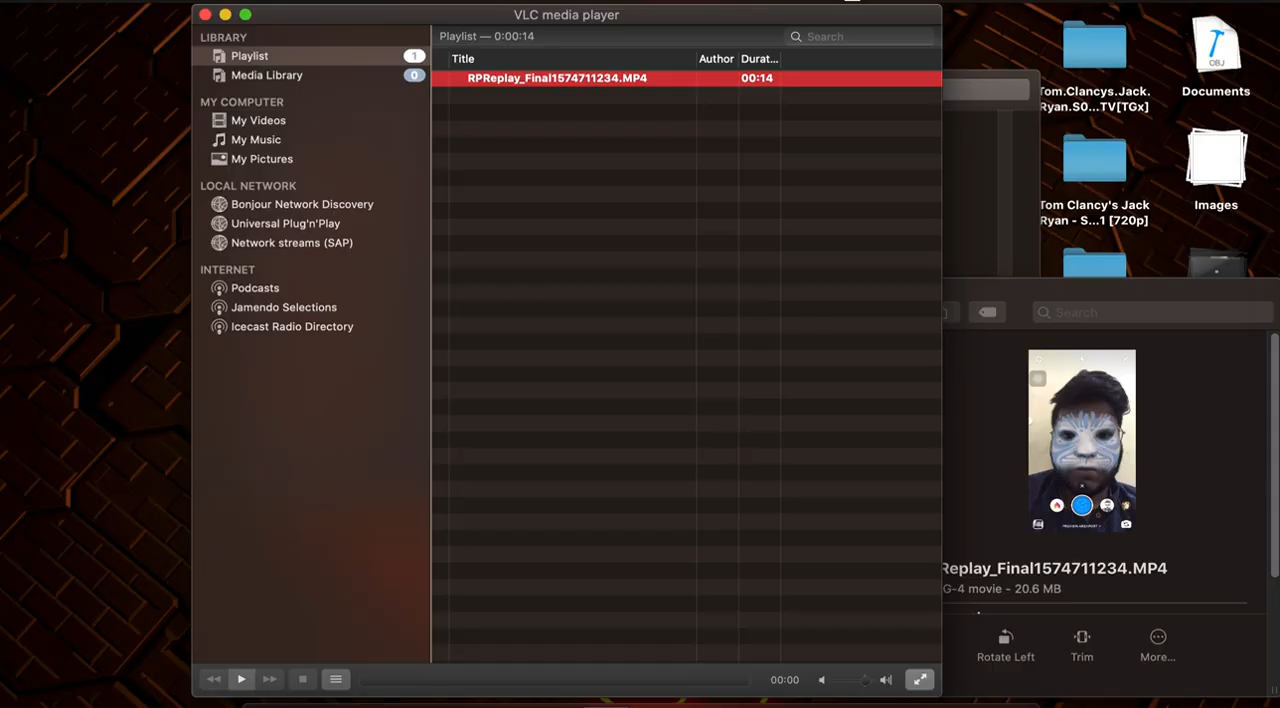 VLC media player
LIBRARY
Playlist 1
Media Library 0
MY COMPUTER
My Videos
My Music
My Pictures
LOCAL NETWORK
Bonjour Network Discovery
Universal Plug'n'Play
Network streams (SAP)
INTERNET
Podcasts
Jamendo Selections
Icecast Radio Directory
Playlist — 0:00:14
Search
Title Author Durat...
RPReplay_Final1574711234.MP4 00:14
00:00
Tom.Clancys.Jack.
Ryan.S0...TV[TGx]
OBJ
Documents
Tom Clancy's Jack
Ryan - S...1 [720p]
Images
Search
Replay_Final1574711234.MP4
G-4 movie - 20.6 MB
Rotate Left
Trim
More...